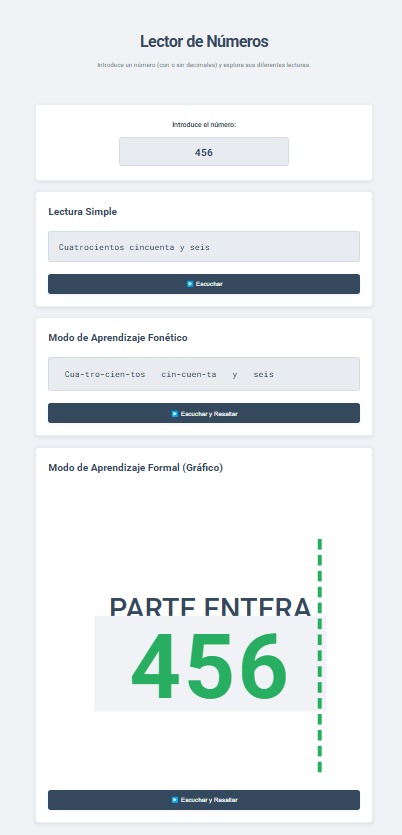 Lector de Números
Introduce un número (con o sin decimales) y explora sus diferentes lecturas.
Introduce el número:
456
Lectura Simple
Cuatrocientos cincuenta y seis
Escuchar
Modo de Aprendizaje Fonético
Cua-tro-cien-tos cin-cuen-ta y seis
Escuchar y Resaltar
Modo de Aprendizaje Formal (Gráfico)
PARTE ENTERA
456
Escuchar y Resaltar